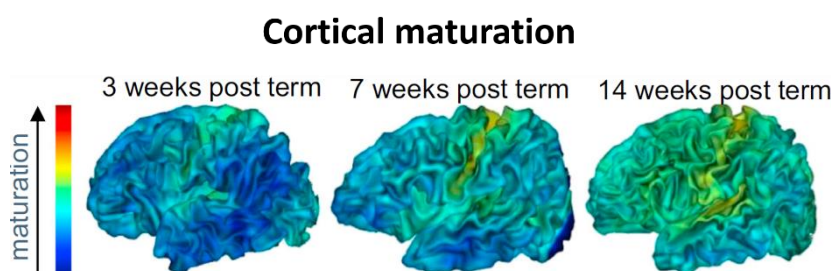 Cortical maturation
3 weeks post term 7 weeks post term 14 weeks post term
maturation